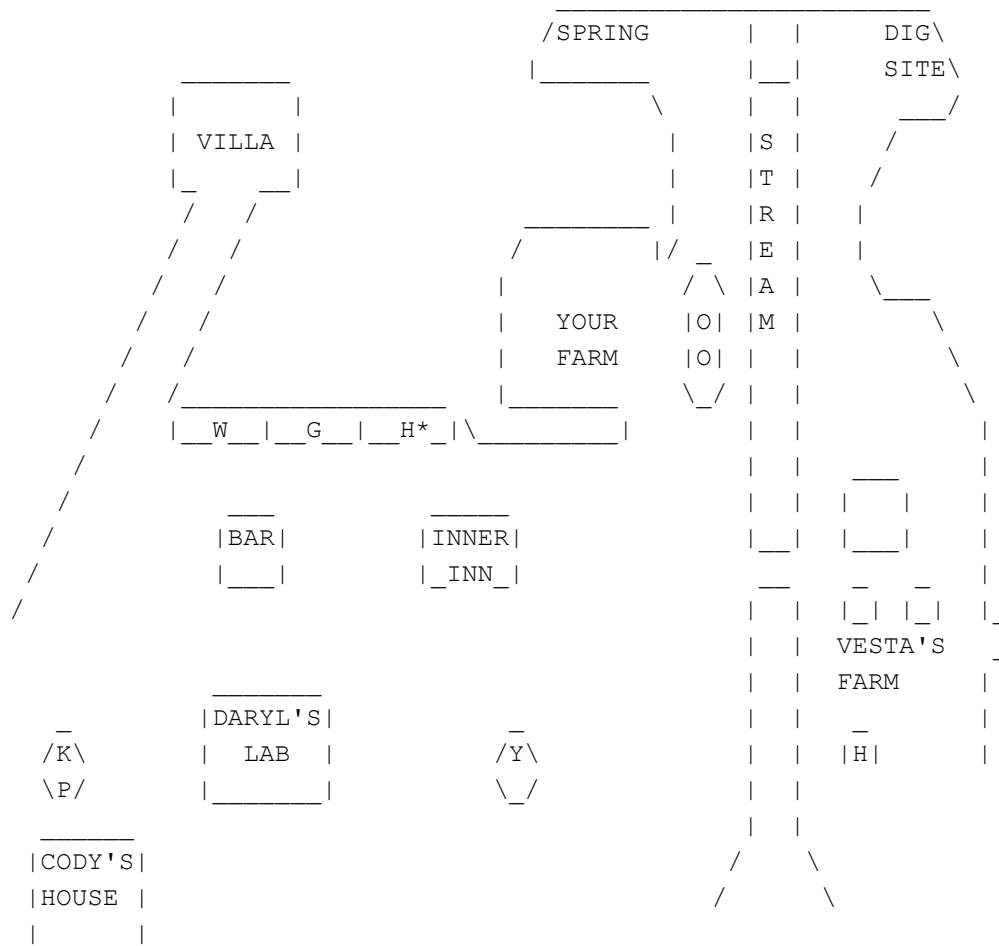 SPRING DIG
SITE
VILLA S
T
R
E
A
YOUR |O| M
FARM |O|
W G H*
BAR INNER
INN
VESTA'S
FARM
DARYL'S
K LAB Y H
P
CODY'S
HOUSE